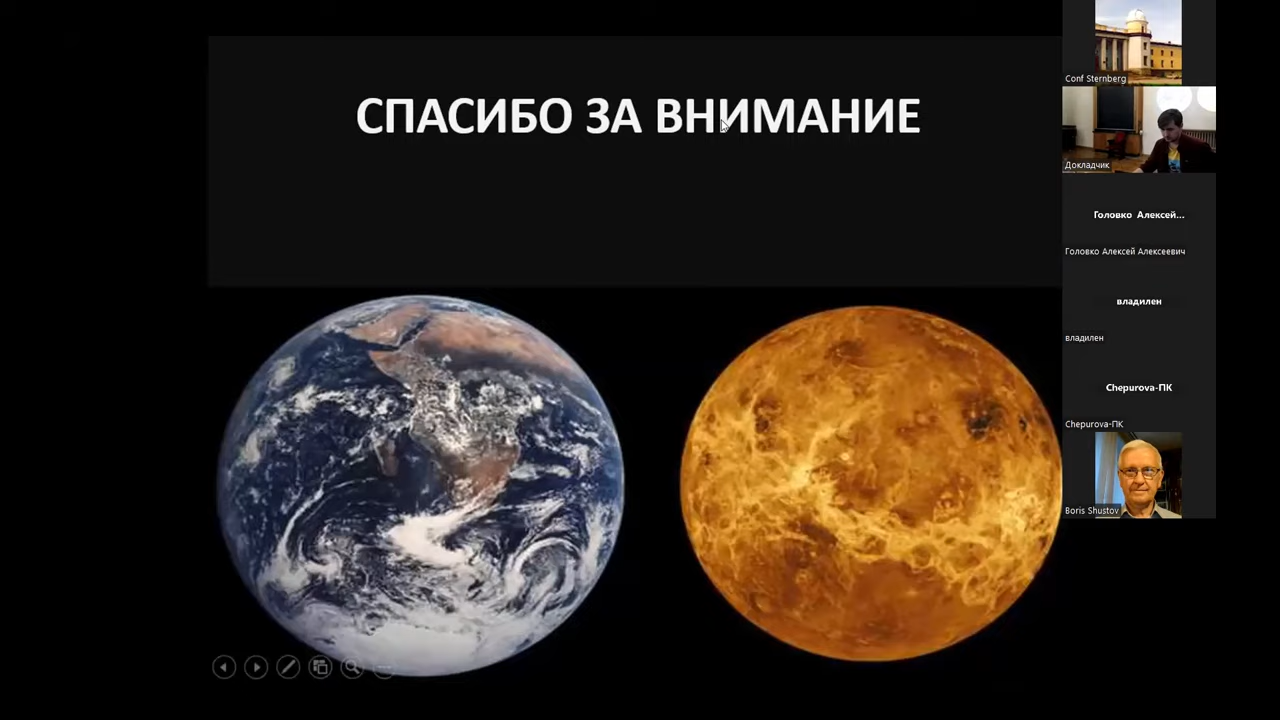 СПАСИБО ЗА ВНИМАНИЕ
Conf Sternberg
Докладчик
Головко Алексей...
Головко Алексей Алексеевич
владилен
владилен
Chepurova-ПК
Chepurova-ПК
Boris Shustov